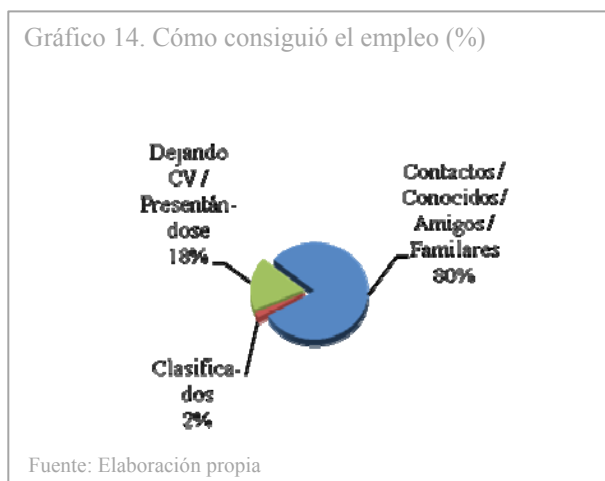 Gráfico 14. Cómo consiguió el empleo (%)
Dejando
CV /
Presentán-
dose
18%
Contactos/
Conocidos/
Amigos/
Familares
80%
Clasifica-
dos
2%
Fuente: Elaboración propia